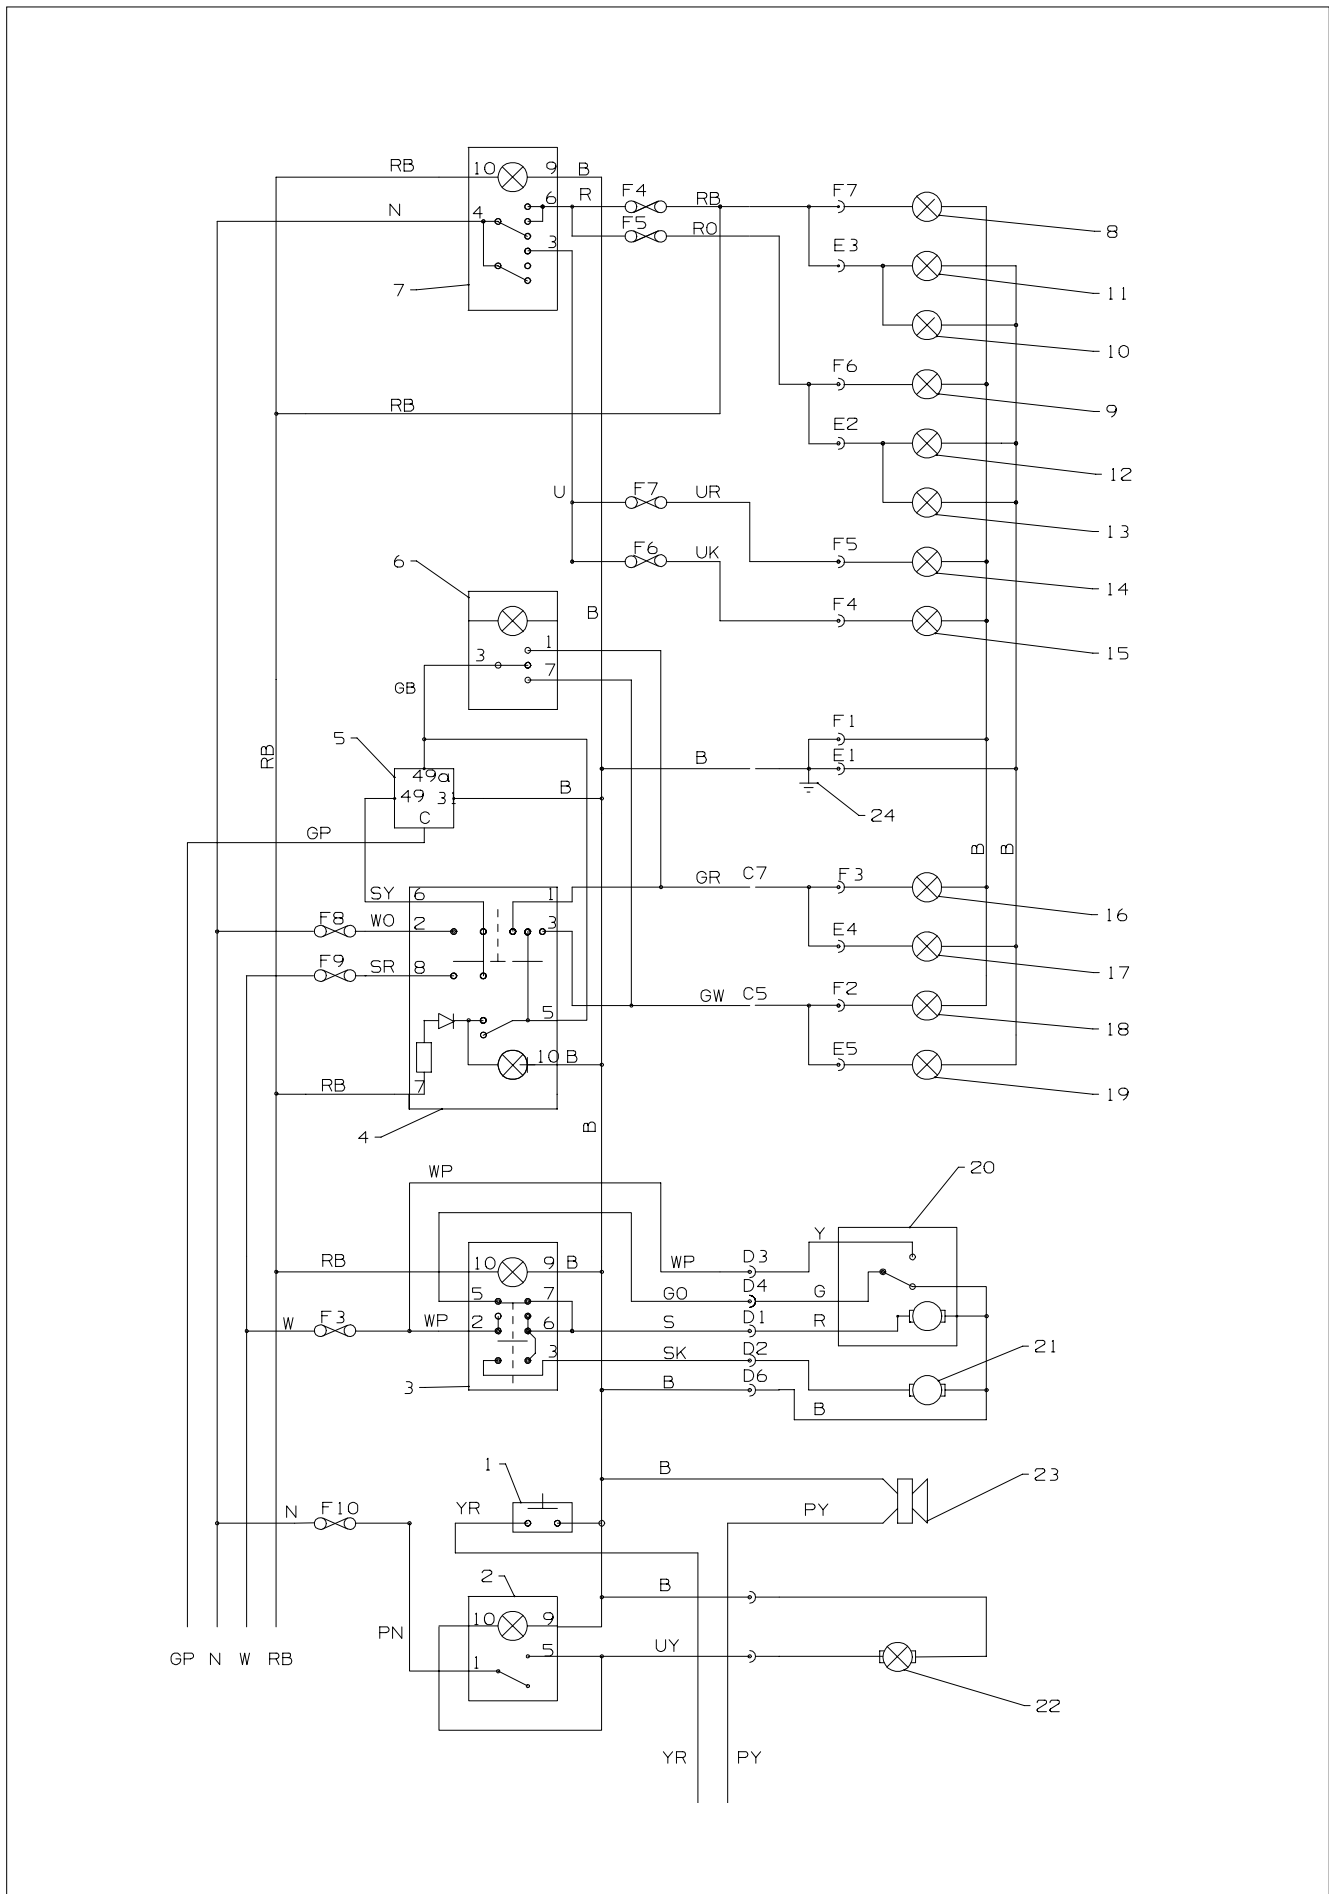 RB 10 9 B
N 4 6 R F4 RB F7
8
3 F5 RO E3
7 11
10
F6
RB 9
E2
12
U F7 UR 13
6 F6 UK F5
14
B F4
3 1 15
GB 7
F1
5 RB B E1
49a
49 31 B 24
C
GP
B B
SY 6 1 GR C7 F3
F8 WO 2 3 16
F9 SR 8 E4
17
GW C5 F2
5 18
10 B E5
RB 7 19
4 B
WP 20
Y
RB 10 9 B WP D3
5 7 GO D4 G
W F3 WP 2 6 S D1 R
3 SK D2 21
3 B D6
B
1 B 23
N F10 YR PY
2 B
10 9
PN 1 5 UY
GP N W RB
22
YR PY